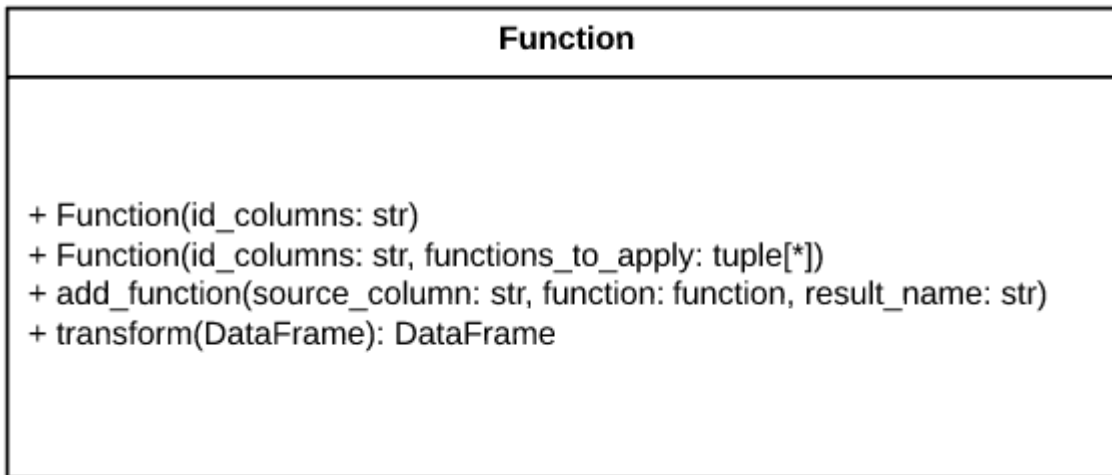 Function
+ Function(id_columns: str)
+ Function(id_columns: str, functions_to_apply: tuple[*])
+ add_function(source_column: str, function: function, result_name: str)
+ transform(DataFrame): DataFrame